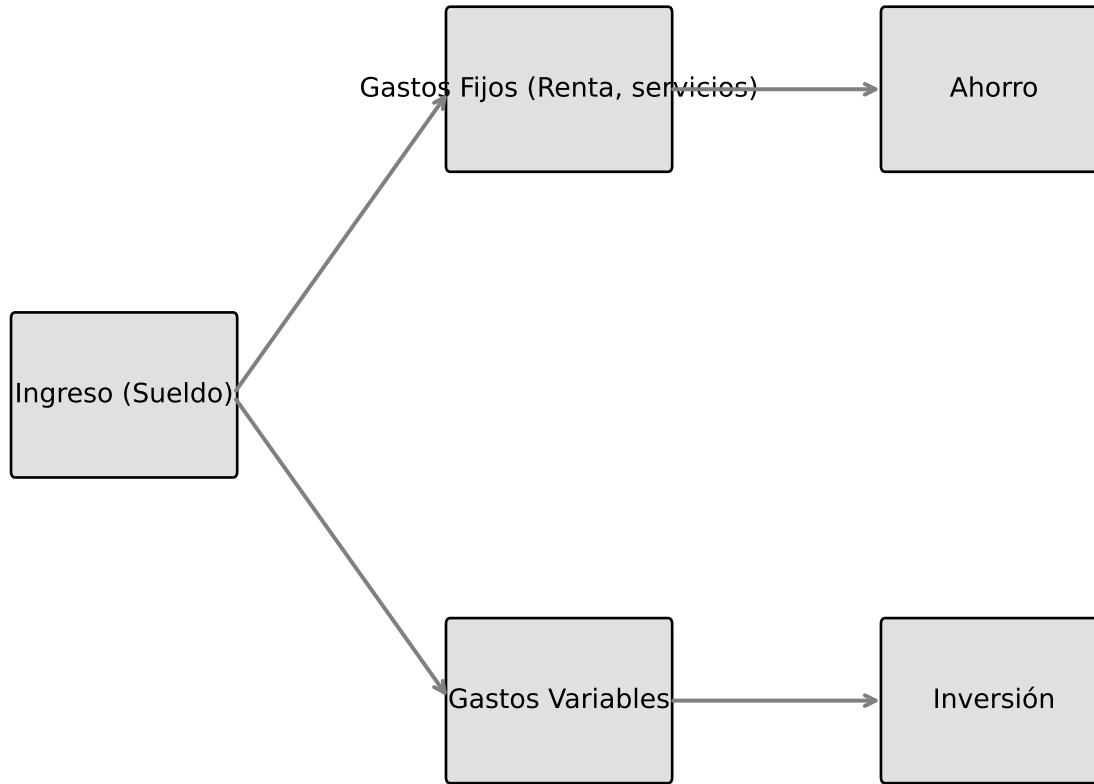 Gastos Fijos (Renta, servicios)
Ahorro
Ingreso (Sueldo)
Gastos Variables
Inversión